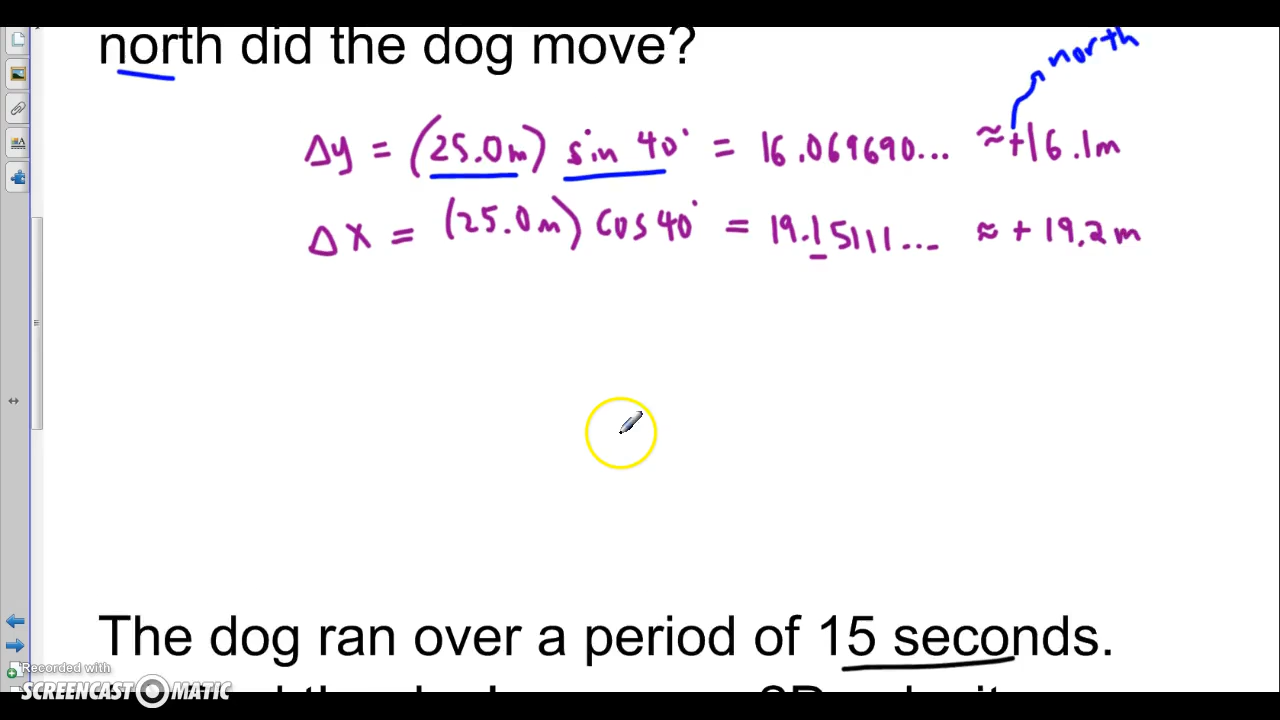 north did the dog move?
north
Δy = (25.0m) sin 40° = 16.069690... ≈ +16.1m
Δx = (25.0m) cos 40° = 19.15111... ≈ + 19.2m
The dog ran over a period of 15 seconds.
Recorded with
SCREENCAST MATIC